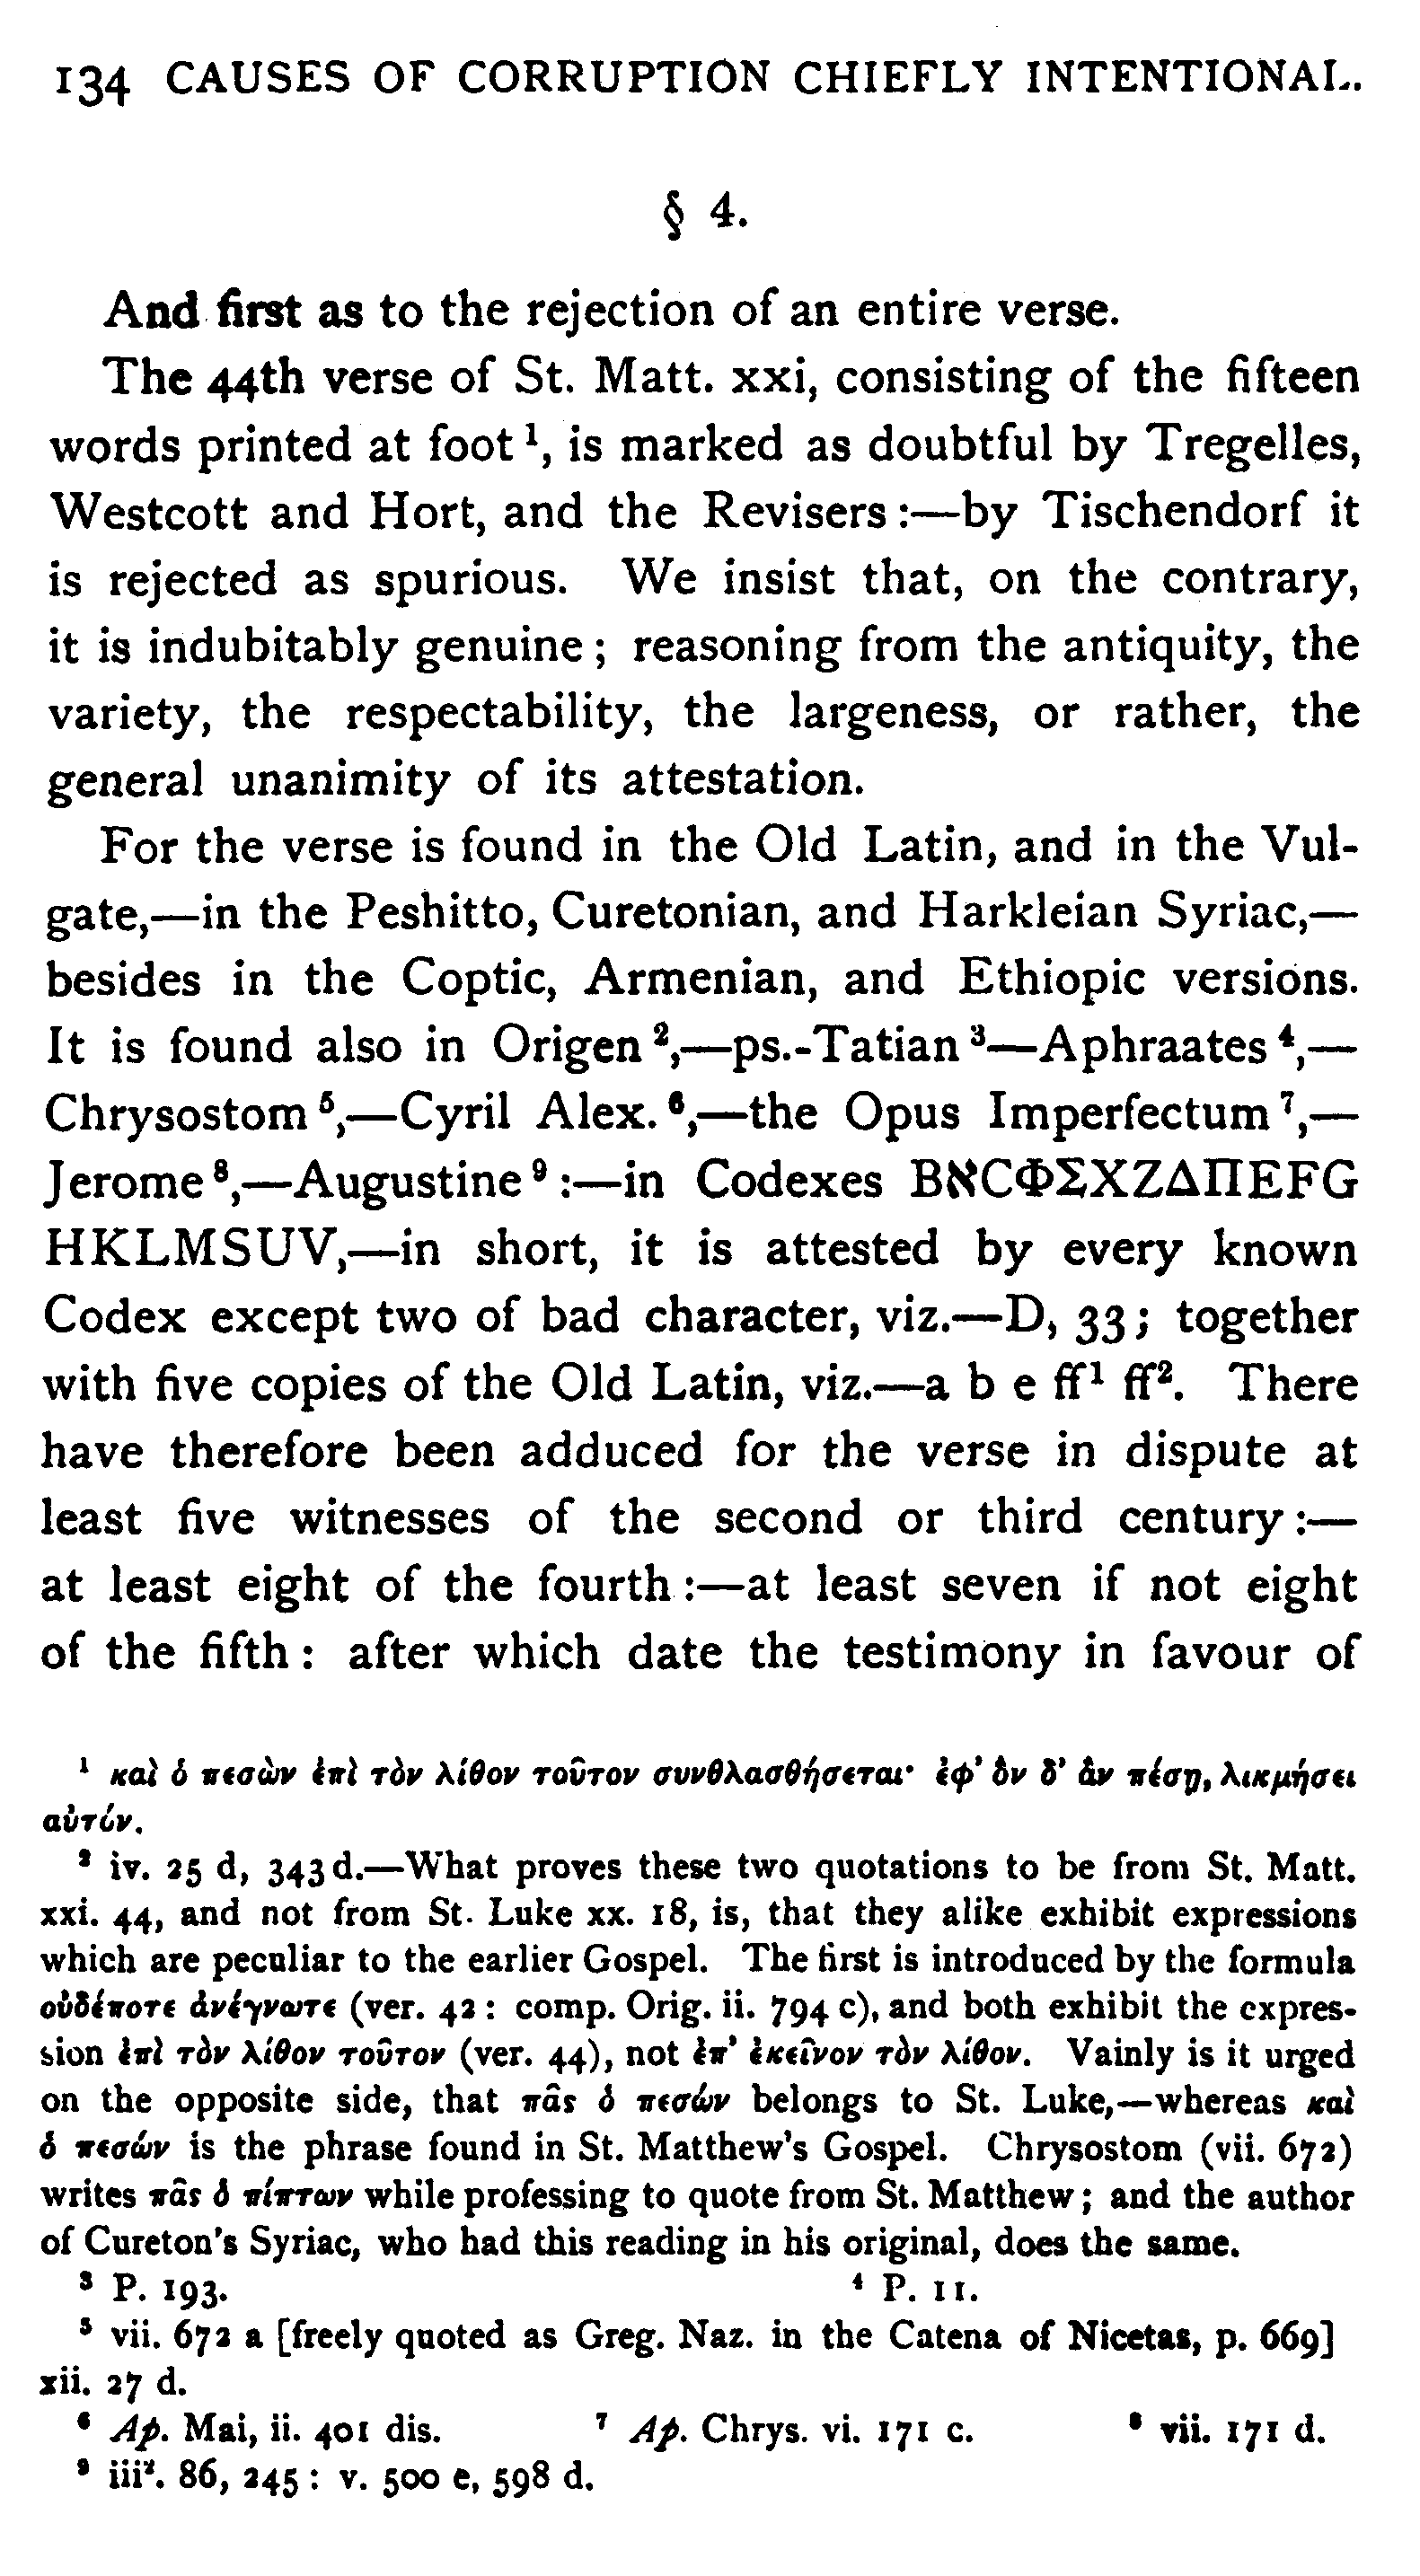 134 CAUSES OF CORRUPTION CHIEFLY INTENTIONAL.
§ 4.
And first as to the rejection of an entire verse.
The 44th verse of St. Matt. xxi, consisting of the fifteen
words printed at foot ¹, is marked as doubtful by Tregelles,
Westcott and Hort, and the Revisers :—by Tischendorf it
is rejected as spurious. We insist that, on the contrary,
it is indubitably genuine ; reasoning from the antiquity, the
variety, the respectability, the largeness, or rather, the
general unanimity of its attestation.
For the verse is found in the Old Latin, and in the Vul-
gate,—in the Peshitto, Curetonian, and Harkleian Syriac,—
besides in the Coptic, Armenian, and Ethiopic versions.
It is found also in Origen ²,—ps.-Tatian ³—Aphraates ⁴,—
Chrysostom ⁵,—Cyril Alex. ⁶,—the Opus Imperfectum ⁷,—
Jerome ⁸,—Augustine ⁹ :—in Codexes BאCΦΣXZΔΠEFG
HKLMSUV,—in short, it is attested by every known
Codex except two of bad character, viz.—D, 33 ; together
with five copies of the Old Latin, viz.—a b e ff¹ ff². There
have therefore been adduced for the verse in dispute at
least five witnesses of the second or third century :—
at least eight of the fourth :—at least seven if not eight
of the fifth : after which date the testimony in favour of
¹ καὶ ὁ πεσὼν ἐπὶ τὸν λίθον τοῦτον συνθλασθήσεται· ἐφ' ὃν δ' ἂν πέσῃ, λικμήσει
αὐτόν.
² iv. 25 d, 343 d.—What proves these two quotations to be from St. Matt.
xxi. 44, and not from St. Luke xx. 18, is, that they alike exhibit expressions
which are peculiar to the earlier Gospel. The first is introduced by the formula
οὐδέποτε ἀνέγνωτε (ver. 42 : comp. Orig. ii. 794 c), and both exhibit the expres-
sion ἐπὶ τὸν λίθον τοῦτον (ver. 44), not ἐπ' ἐκεῖνον τὸν λίθον. Vainly is it urged
on the opposite side, that πᾶς ὁ πεσών belongs to St. Luke,—whereas καὶ
ὁ πεσών is the phrase found in St. Matthew's Gospel. Chrysostom (vii. 672)
writes πᾶς ὁ πίπτων while professing to quote from St. Matthew ; and the author
of Cureton's Syriac, who had this reading in his original, does the same.
³ P. 193. ⁴ P. 11.
⁵ vii. 672 a [freely quoted as Greg. Naz. in the Catena of Nicetas, p. 669]
xii. 27 d.
⁶ Ap. Mai, ii. 401 dis. ⁷ Ap. Chrys. vi. 171 c. ⁸ vii. 171 d.
⁹ iii². 86, 245 : v. 500 e, 598 d.